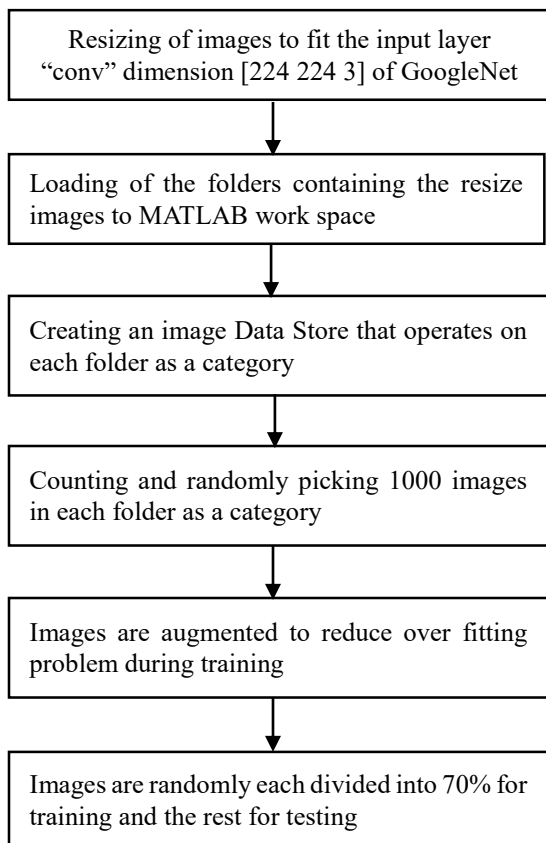 Resizing of images to fit the input layer
“conv” dimension [224 224 3] of GoogleNet
Loading of the folders containing the resize
images to MATLAB work space
Creating an image Data Store that operates on
each folder as a category
Counting and randomly picking 1000 images
in each folder as a category
Images are augmented to reduce over fitting
problem during training
Images are randomly each divided into 70% for
training and the rest for testing